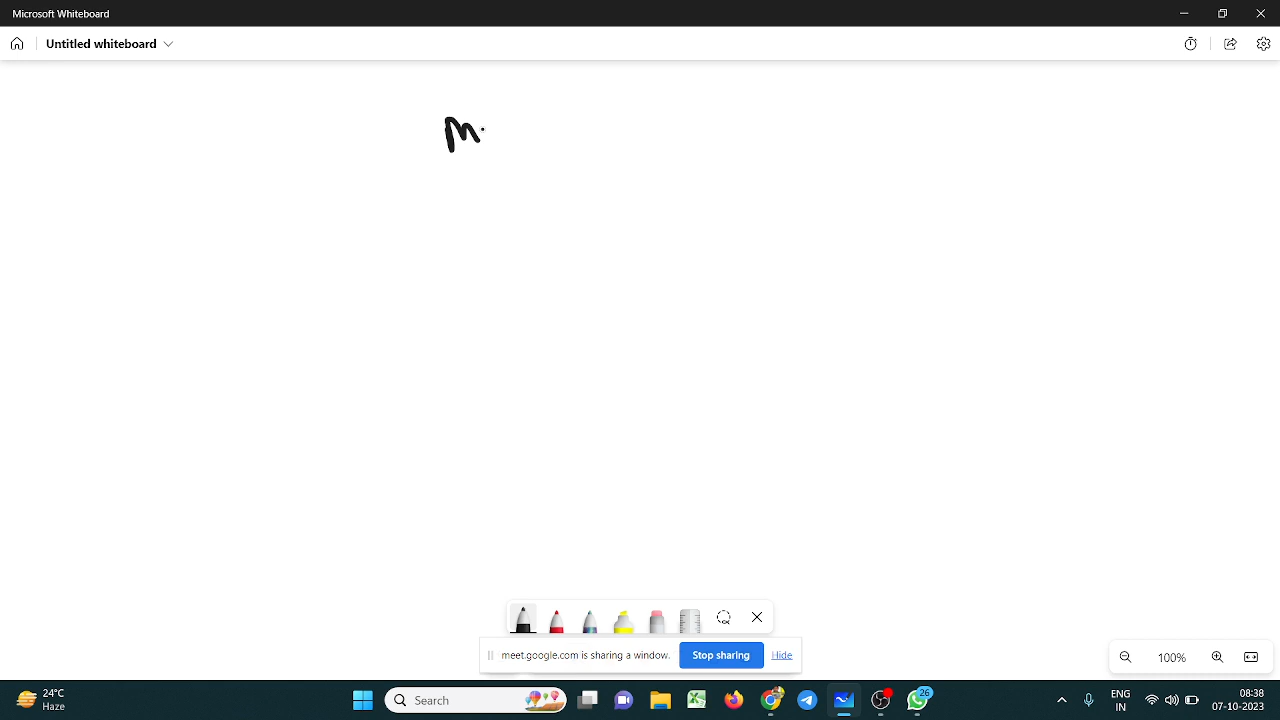 Microsoft Whiteboard
Untitled whiteboard
M
meet.google.com is sharing a window. Stop sharing Hide
100%
24°C
Haze
Search
26
ENG
IN
08:38
07-10-2023